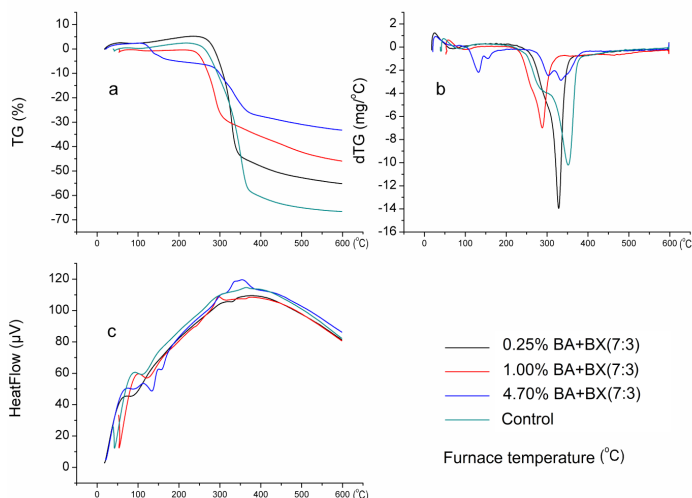 10
0
-10
-20
-30
-40
-50
-60
-70
TG (%)
a
0 100 200 300 400 500 600 (°C)
2
0
-2
-4
-6
-8
-10
-12
-14
-16
dTG (mg/°C)
b
0 100 200 300 400 500 600 (°C)
120
100
80
60
40
20
0
HeatFlow (μV)
c
0 100 200 300 400 500 600 (°C)
0.25% BA+BX(7:3)
1.00% BA+BX(7:3)
4.70% BA+BX(7:3)
Control
Furnace temperature (°C)